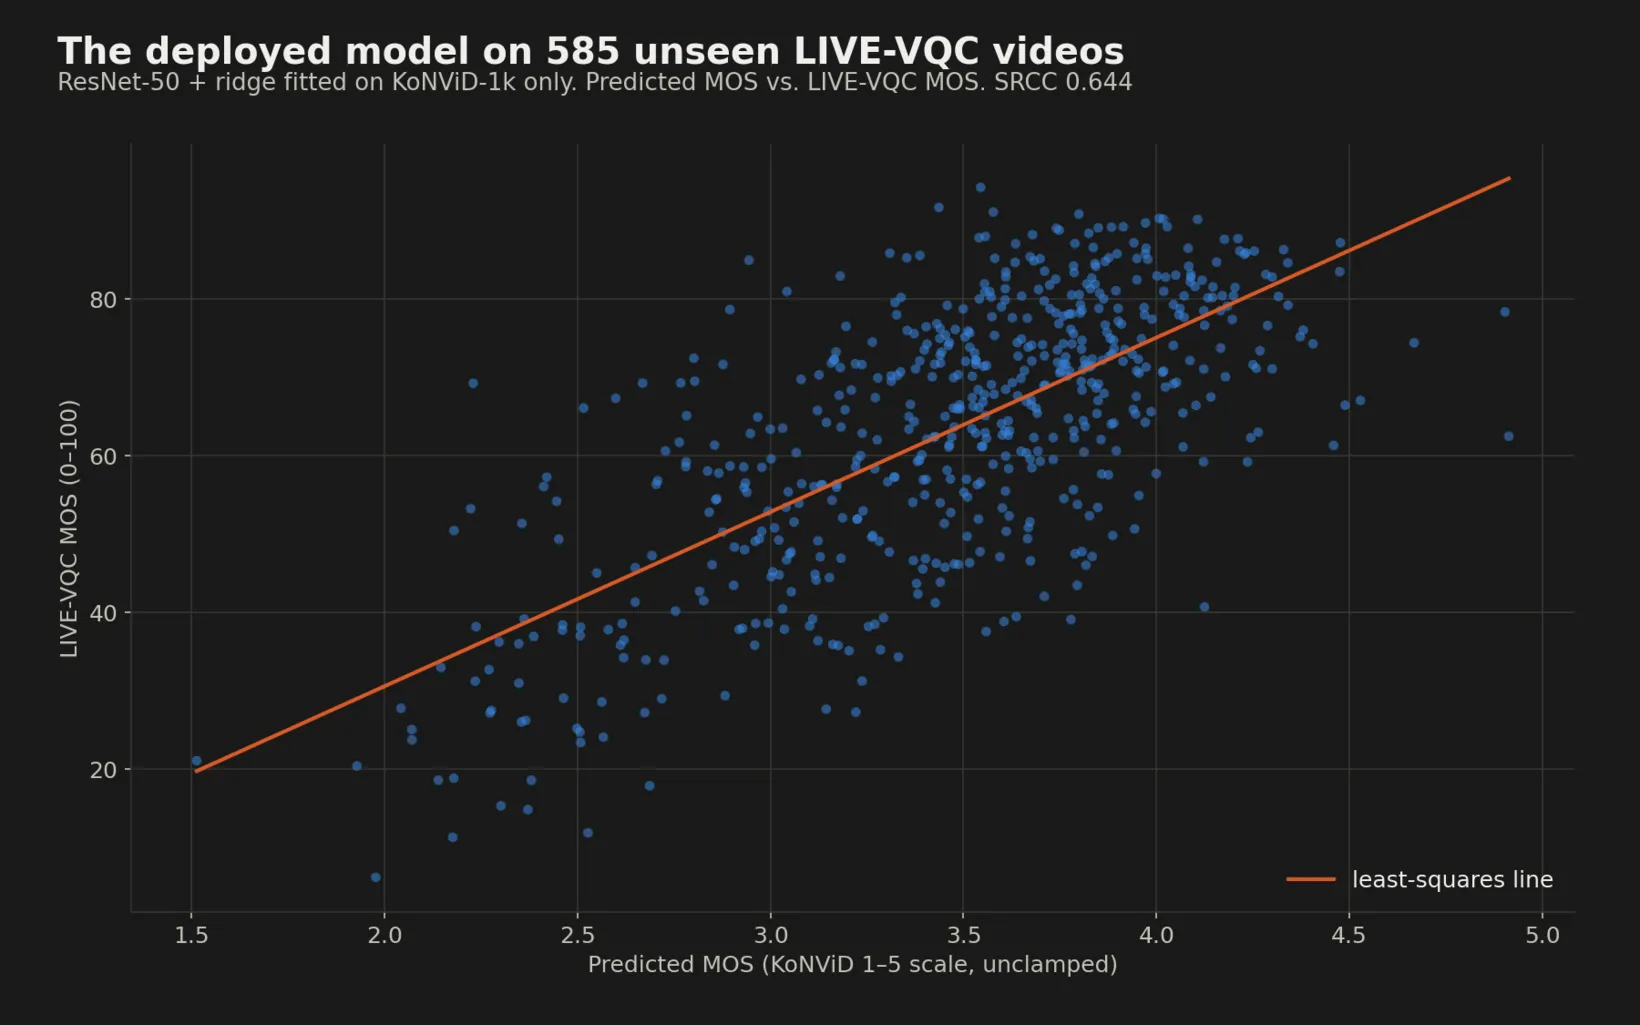 The deployed model on 585 unseen LIVE-VQC videos
ResNet-50 + ridge fitted on KoNViD-1k only. Predicted MOS vs. LIVE-VQC MOS. SRCC 0.644
LIVE-VQC MOS (0–100)
80
60
40
20
least-squares line
1.5 2.0 2.5 3.0 3.5 4.0 4.5 5.0
Predicted MOS (KoNViD 1–5 scale, unclamped)